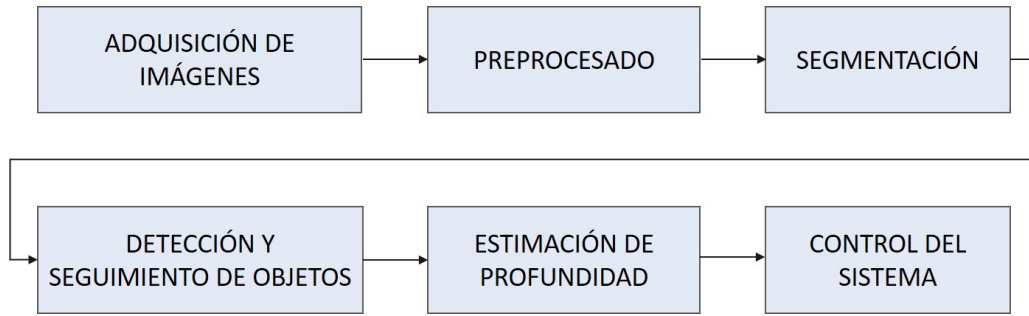 ADQUISICIÓN DE
IMÁGENES
PREPROCESADO
SEGMENTACIÓN
DETECCIÓN Y
SEGUIMIENTO DE OBJETOS
ESTIMACIÓN DE
PROFUNDIDAD
CONTROL DEL
SISTEMA